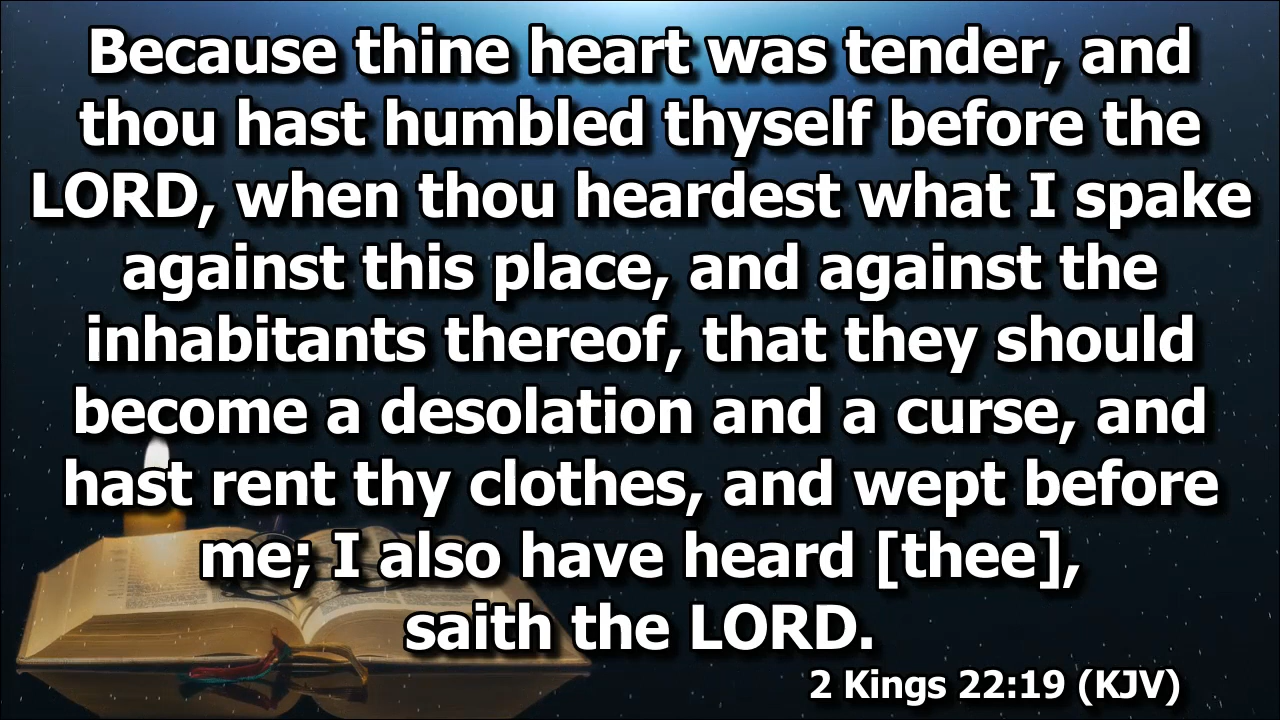 Because thine heart was tender, and
thou hast humbled thyself before the
LORD, when thou heardest what I spake
against this place, and against the
inhabitants thereof, that they should
become a desolation and a curse, and
hast rent thy clothes, and wept before
me; I also have heard [thee],
saith the LORD.
2 Kings 22:19 (KJV)